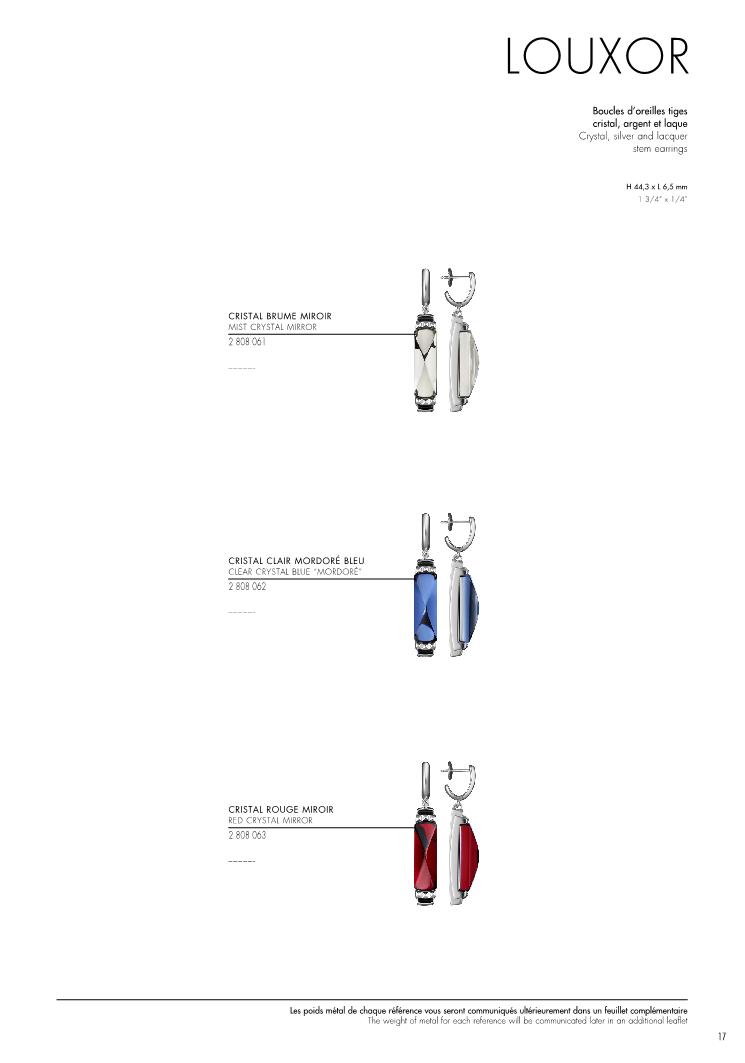 LOUXOR
Boucles d'oreilles tiges
cristal, argent et laque
Crystal, silver and lacquer
stem earrings
H 44,3 x L 6,5 mm
1 3/4" x 1/4"
CRISTAL BRUME MIROIR
MIST CRYSTAL MIRROR
2 808 061
_ _ _ _ _ _.
CRISTAL CLAIR MORDORÉ BLEU
CLEAR CRYSTAL BLUE "MORDORÉ"
2 808 062
_ _ _ _ _ _.
CRISTAL ROUGE MIROIR
RED CRYSTAL MIRROR
2 808 063
_ _ _ _ _ _.
Les poids métal de chaque référence vous seront communiqués ultérieurement dans un feuillet complémentaire
The weight of metal for each reference will be communicated later in an additional leaflet
17